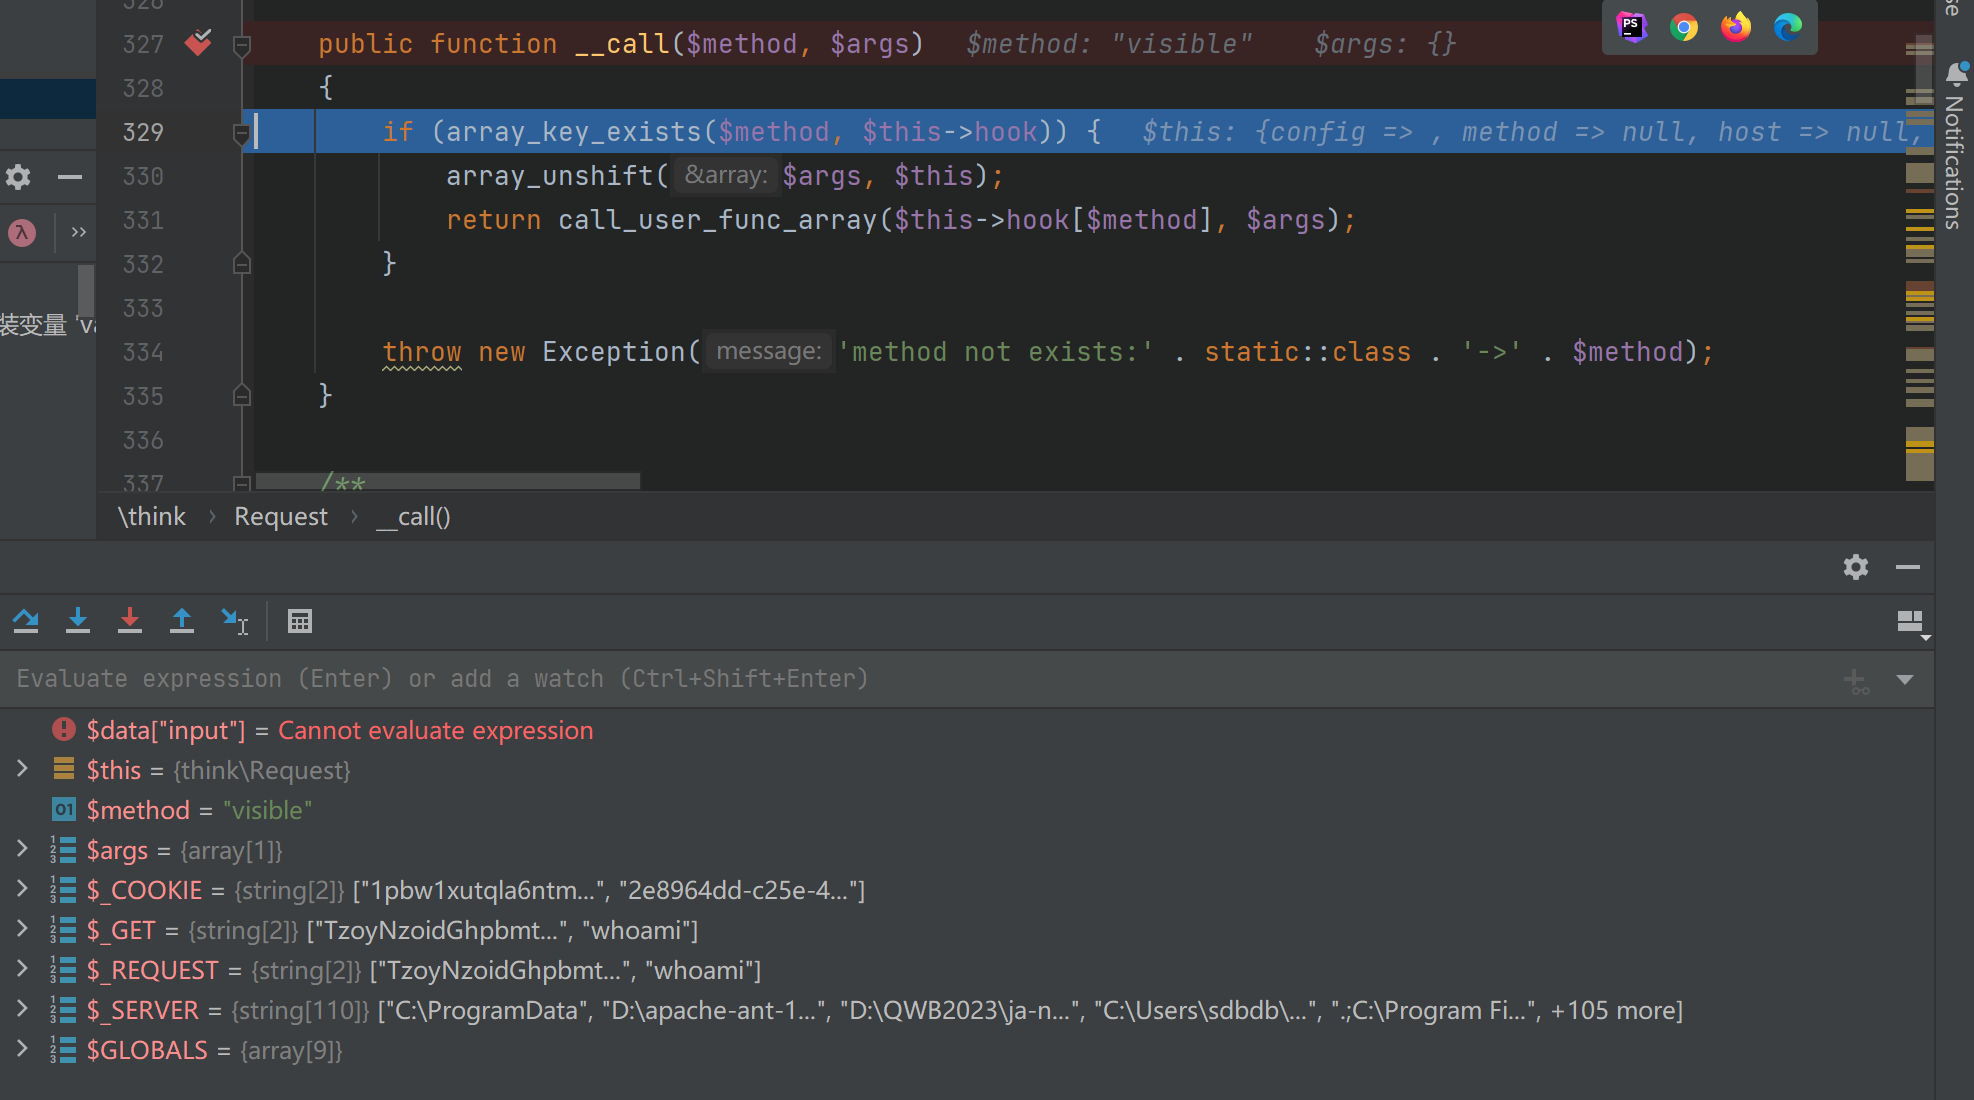 326
327 public function __call($method, $args) $method: "visible" $args: {}
328 {
329 if (array_key_exists($method, $this->hook)) { $this: {config => , method => null, host => null,
330 array_unshift( &array: $args, $this);
331 return call_user_func_array($this->hook[$method], $args);
332 }
333
334 throw new Exception( message: 'method not exists:' . static::class . '->' . $method);
335 }
336
337 /**
PS
se
Notifications
λ
»
装变量 'va
\think › Request › __call()
Evaluate expression (Enter) or add a watch (Ctrl+Shift+Enter)
$data["input"] = Cannot evaluate expression
$this = {think\Request}
01 $method = "visible"
$args = {array[1]}
$_COOKIE = {string[2]} ["1pbw1xutqla6ntm...", "2e8964dd-c25e-4..."]
$_GET = {string[2]} ["TzoyNzoidGhpbmt...", "whoami"]
$_REQUEST = {string[2]} ["TzoyNzoidGhpbmt...", "whoami"]
$_SERVER = {string[110]} ["C:\ProgramData", "D:\apache-ant-1...", "D:\QWB2023\ja-n...", "C:\Users\sdbdb\...", ".;C:\Program Fi...", +105 more]
$GLOBALS = {array[9]}